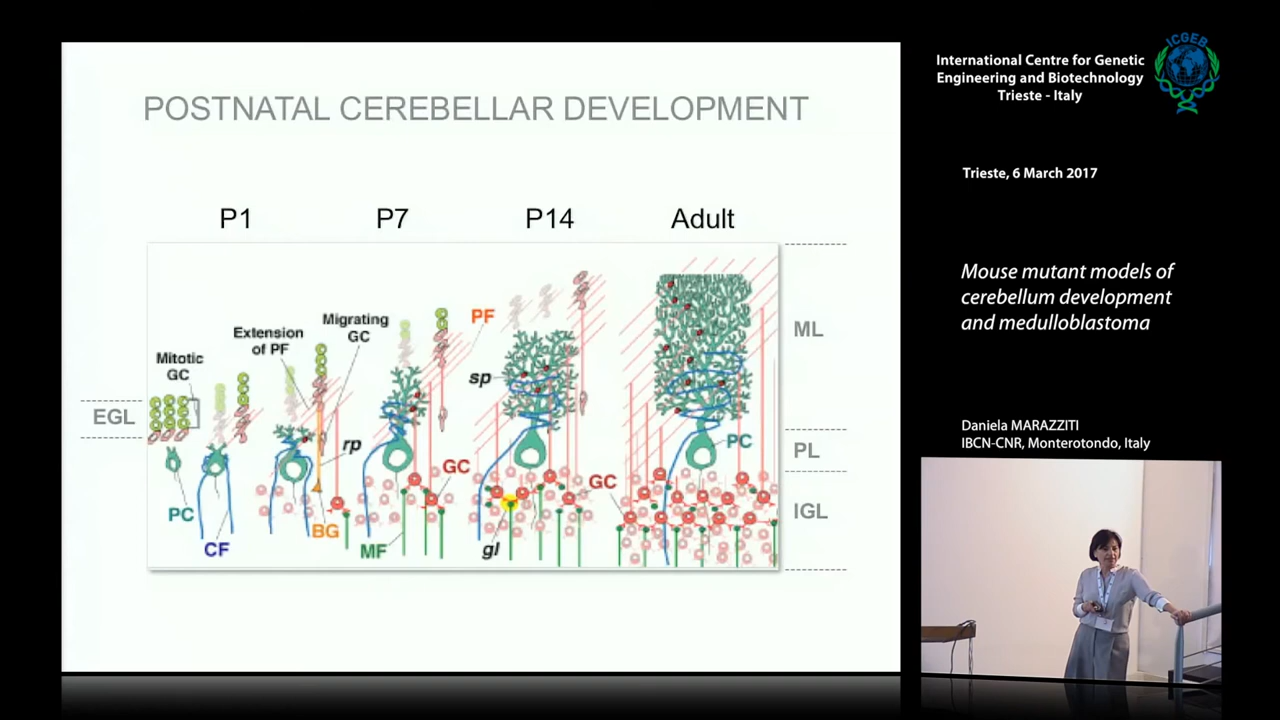 POSTNATAL CEREBELLAR DEVELOPMENT
P1
P7
P14
Adult
Mitotic
GC
Extension
of PF
Migrating
GC
PF
sp
rp
EGL
ML
PL
IGL
PC
CF
BG
MF
GC
gl
GC
PC
International Centre for Genetic
Engineering and Biotechnology
Trieste - Italy
ICGEB
Trieste, 6 March 2017
Mouse mutant models of
cerebellum development
and medulloblastoma
Daniela MARAZZITI
IBCN-CNR, Monterotondo, Italy